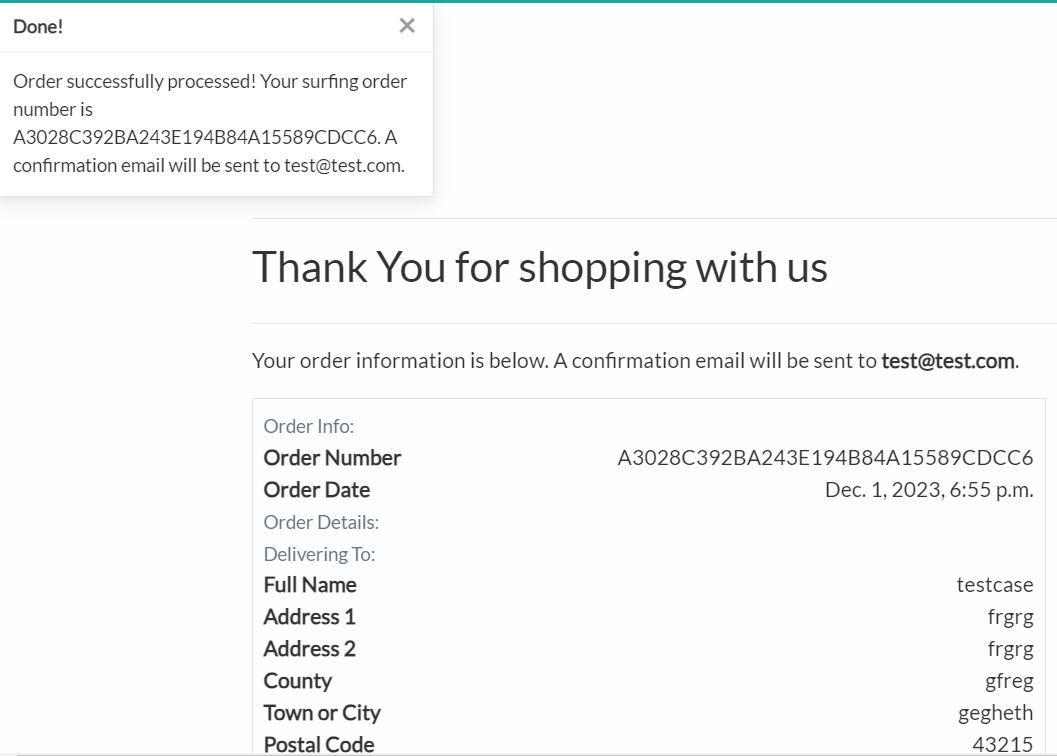 Done!
×
Order successfully processed! Your surfing order
number is
A3028C392BA243E194B84A15589CDCC6. A
confirmation email will be sent to test@test.com.
Thank You for shopping with us
Your order information is below. A confirmation email will be sent to test@test.com.
Order Info:
Order Number A3028C392BA243E194B84A15589CDCC6
Order Date Dec. 1, 2023, 6:55 p.m.
Order Details:
Delivering To:
Full Name testcase
Address 1 frgrg
Address 2 frgrg
County gfreg
Town or City gegheth
Postal Code 43215